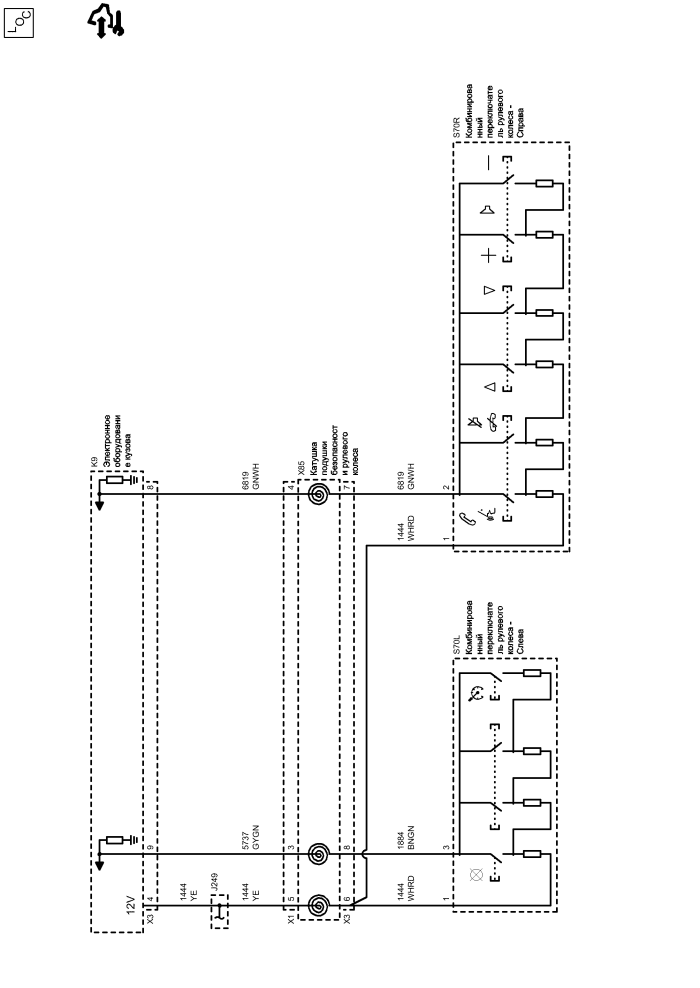 LOC
K9
Электронное
оборудовани
е кузова
12V
X3
4
9
8
1444
YE
J249
1444
YE
5737
GYGN
6819
GNWH
X1
5
3
4
X85
Катушка
подушки
безопасност
и рулевого
колеса
X3
6
8
7
1444
WHRD
1884
BNGN
1444
WHRD
6819
GNWH
1
3
S70L
Комбинирова
нный
переключате
ль рулевого
колеса -
Слева
1
2
S70R
Комбинирова
нный
переключате
ль рулевого
колеса -
Справа